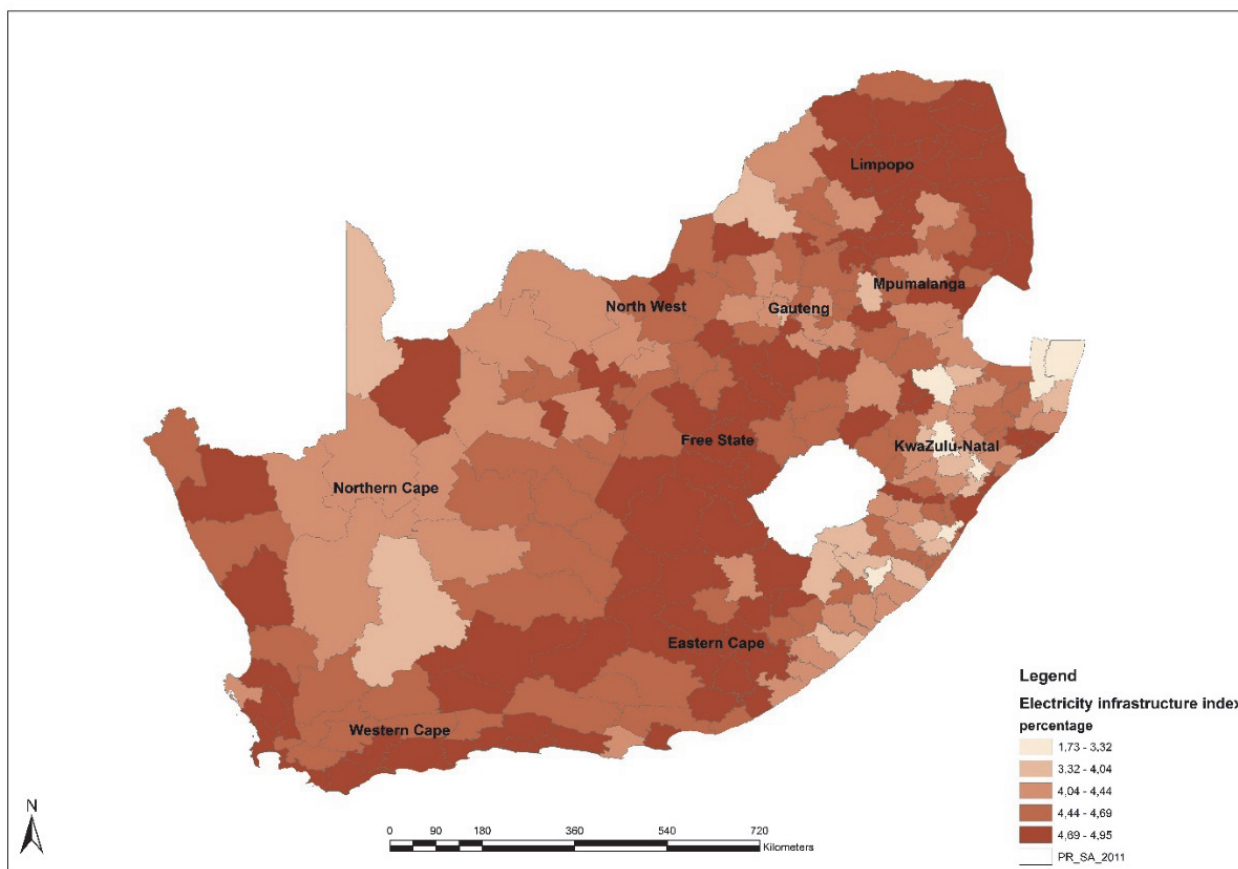 Limpopo
Mpumalanga
North West
Gauteng
Free State
KwaZulu-Natal
Northern Cape
Eastern Cape
Western Cape
Legend
Electricity infrastructure index
percentage
1,73 - 3,32
3,32 - 4,04
4,04 - 4,44
4,44 - 4,69
4,69 - 4,95
PR_SA_2011
N
0 90 180 360 540 720
Kilometers